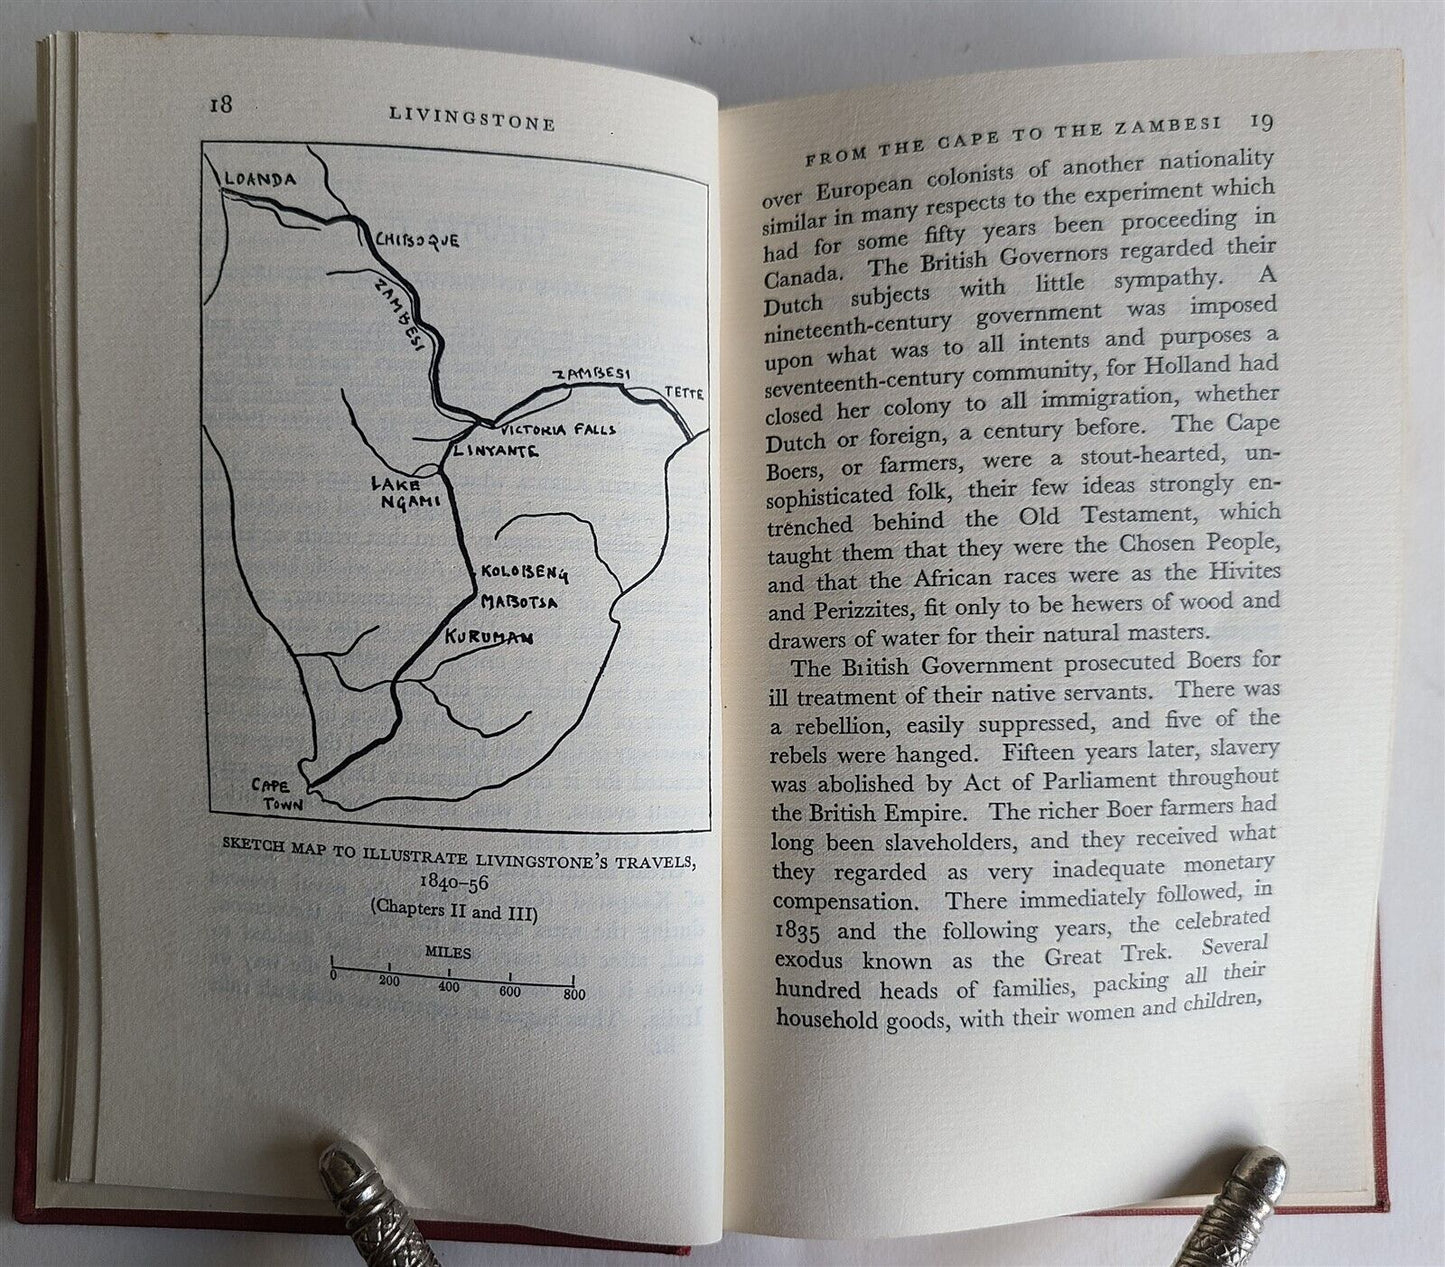 18
LIVINGSTONE
LOANDA
CHIBOQUE
ZAMBESI
ZAMBESI
TETTE
VICTORIA FALLS
LINYANTE
LAKE
NGAMI
KOLOBENG
MABOTSA
KURUMAN
CAPE
TOWN
SKETCH MAP TO ILLUSTRATE LIVINGSTONE'S TRAVELS,
1840–56
(Chapters II and III)
MILES
0 200 400 600 800
FROM THE CAPE TO THE ZAMBESI 19
over European colonists of another nationality
similar in many respects to the experiment which
had for some fifty years been proceeding in
Canada. The British Governors regarded their
Dutch subjects with little sympathy. A
nineteenth-century government was imposed
upon what was to all intents and purposes a
seventeenth-century community, for Holland had
closed her colony to all immigration, whether
Dutch or foreign, a century before. The Cape
Boers, or farmers, were a stout-hearted, un-
sophisticated folk, their few ideas strongly en-
trenched behind the Old Testament, which
taught them that they were the Chosen People,
and that the African races were as the Hivites
and Perizzites, fit only to be hewers of wood and
drawers of water for their natural masters.
The British Government prosecuted Boers for
ill treatment of their native servants. There was
a rebellion, easily suppressed, and five of the
rebels were hanged. Fifteen years later, slavery
was abolished by Act of Parliament throughout
the British Empire. The richer Boer farmers had
long been slaveholders, and they received what
they regarded as very inadequate monetary
compensation. There immediately followed, in
1835 and the following years, the celebrated
exodus known as the Great Trek. Several
hundred heads of families, packing all their
household goods, with their women and children,